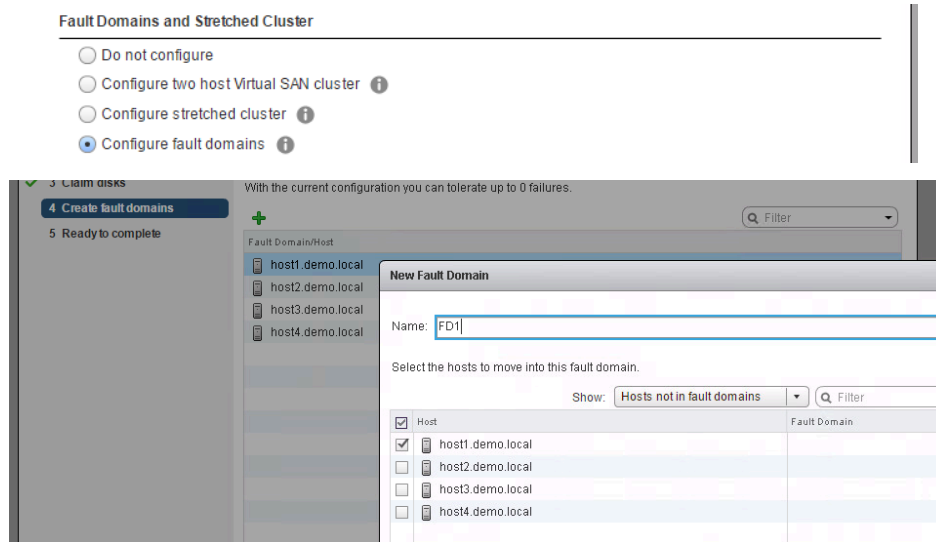 Fault Domains and Stretched Cluster
Do not configure
Configure two host Virtual SAN cluster
Configure stretched cluster
Configure fault domains
3 Claim disks
With the current configuration you can tolerate up to 0 failures.
4 Create fault domains
Filter
5 Ready to complete
Fault Domain/Host
host1.demo.local
host2.demo.local
host3.demo.local
host4.demo.local
New Fault Domain
Name: FD1
Select the hosts to move into this fault domain.
Show: Hosts not in fault domains Filter
Host Fault Domain
host1.demo.local
host2.demo.local
host3.demo.local
host4.demo.local